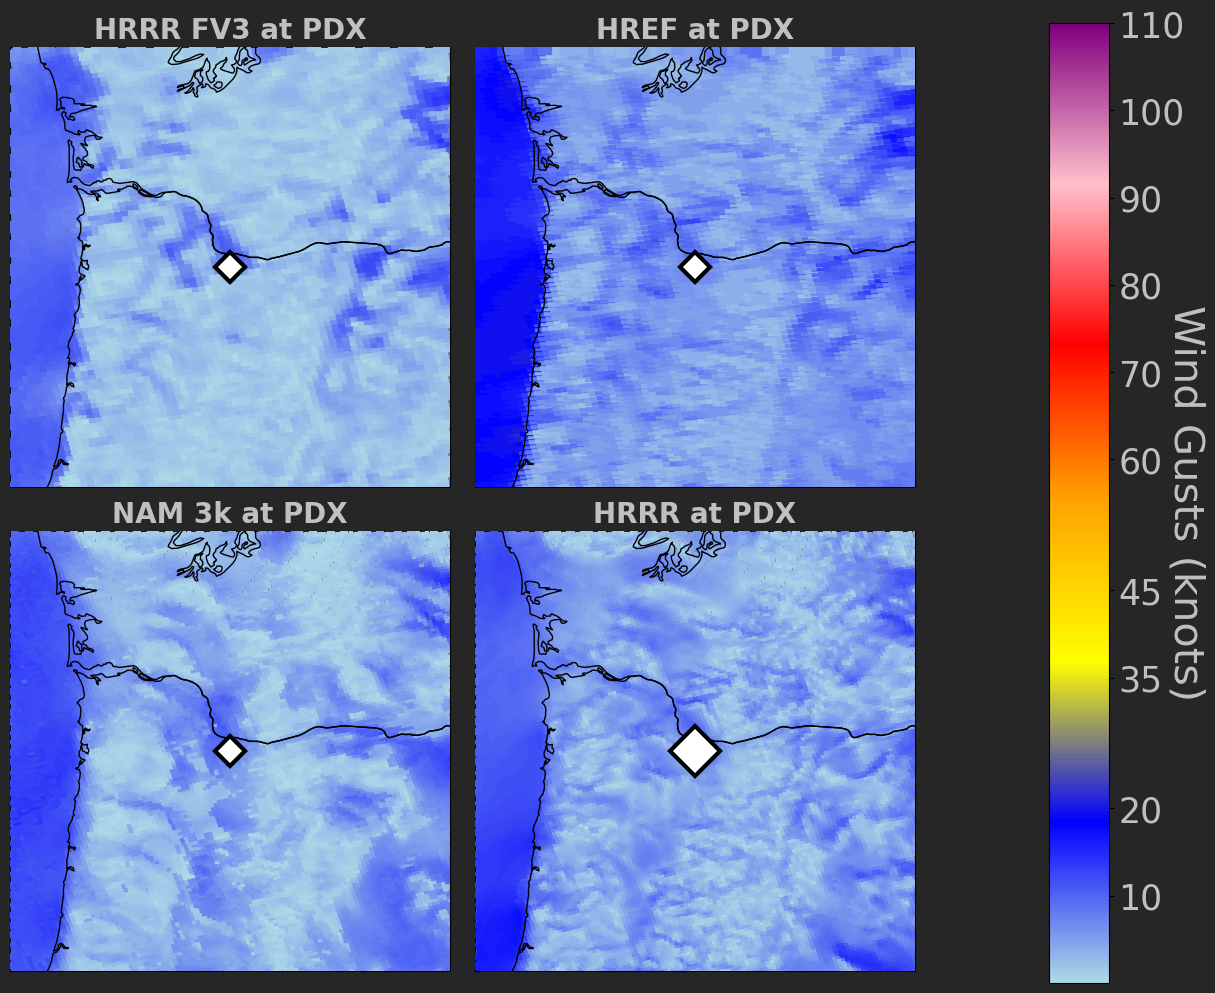 HRRR FV3 at PDX
HREF at PDX
NAM 3k at PDX
HRRR at PDX
110
100
90
80
70
60
45
35
20
10
Wind Gusts (knots)